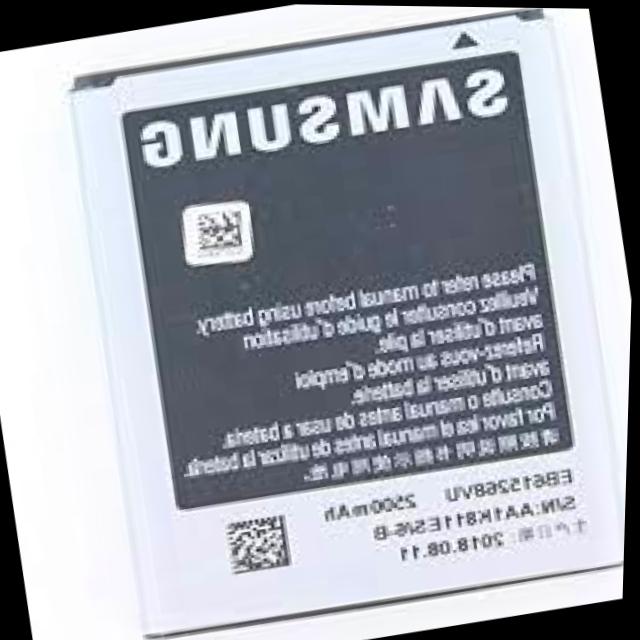 SAMSUNG
Please refer to manual before using battery.
Veuillez consulter le guide d'utilisation
avant d'utiliser la pile.
Referez-vous au mode d'emploi
avant d'utiliser la batterie.
Consulte o manual antes de usar a bateria.
Por favor lea el manual antes de utilizar la batería.
EB615268VU 2500mAh
S/N:AA1K811ES/6-B
2018.08.11